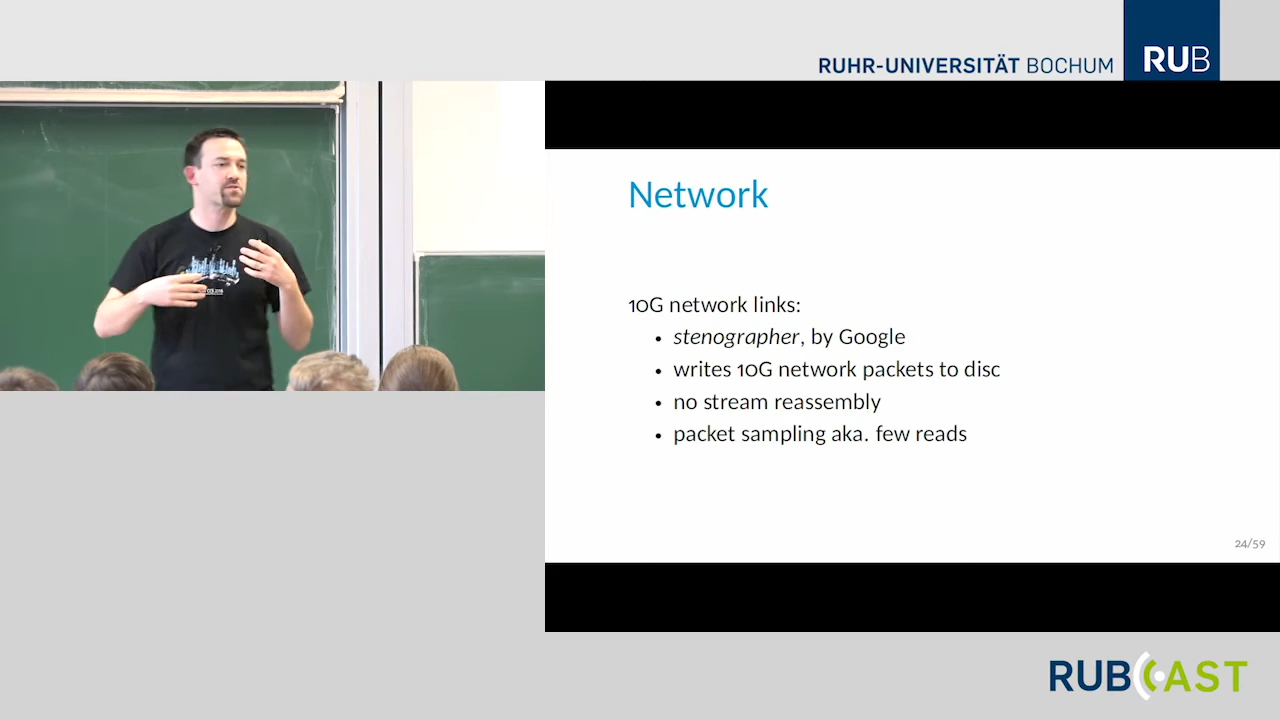 RUHR-UNIVERSITÄT BOCHUM
RUB
Network
10G network links:
• stenographer, by Google
• writes 10G network packets to disc
• no stream reassembly
• packet sampling aka. few reads
24/59
RUBCAST